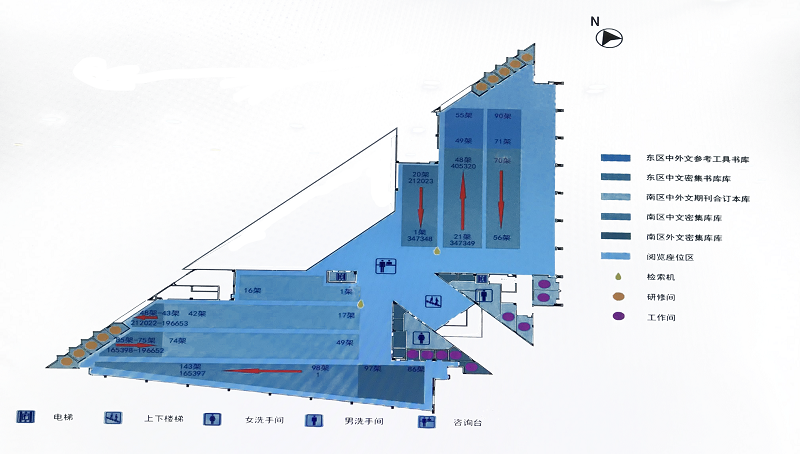 N
55架 90架
49架 71架
48架 70架
405320
20架
212023
1架
347348
21架
347349
56架
16架 1架
48架-43架 42架 17架
212022-196653
85架-75架 74架 49架
165398-196652
143架 98架 97架 86架
165397 1
东区中外文参考工具书库
东区中文密集书库库
南区中外文期刊合订本库
南区中文密集库库
南区外文密集库库
阅览座位区
检索机
研修间
工作间
电梯 上下楼梯 女洗手间 男洗手间 咨询台